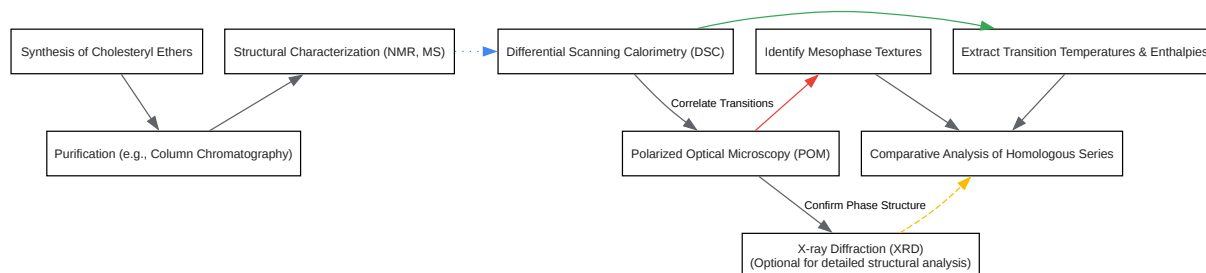 Synthesis of Cholesteryl Ethers
Structural Characterization (NMR, MS)
Differential Scanning Calorimetry (DSC)
Identify Mesophase Textures
Extract Transition Temperatures & Enthalpies
Correlate Transitions
Purification (e.g., Column Chromatography)
Polarized Optical Microscopy (POM)
Comparative Analysis of Homologous Series
Confirm Phase Structure
X-ray Diffraction (XRD)
(Optional for detailed structural analysis)